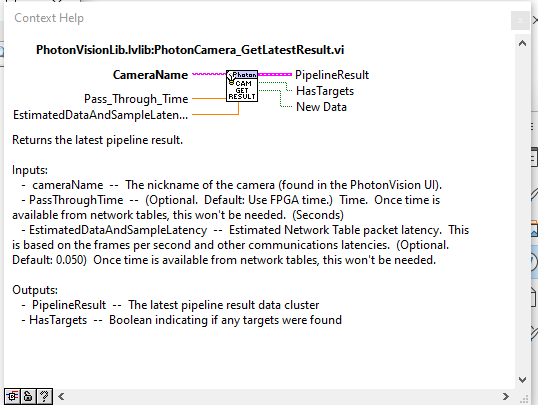 Context Help
PhotonVisionLib.lvlib:PhotonCamera_GetLatestResult.vi
CameraName
Photon
CAM
GET
RESULT
PipelineResult
HasTargets
New Data
Pass_Through_Time
EstimatedDataAndSampleLaten...
Returns the latest pipeline result.
Inputs:
- cameraName -- The nickname of the camera (found in the PhotonVision UI).
- PassThroughTime -- (Optional. Default: Use FPGA time.) Time. Once time is
available from network tables, this won't be needed. (Seconds)
- EstimatedDataAndSampleLatency -- Estimated Network Table packet latency. This
is based on the frames per second and other communications latencies. (Optional.
Default: 0.050) Once time is available from network tables, this won't be needed.
Outputs:
- PipelineResult -- The latest pipeline result data cluster
- HasTargets -- Boolean indicating if any targets were found